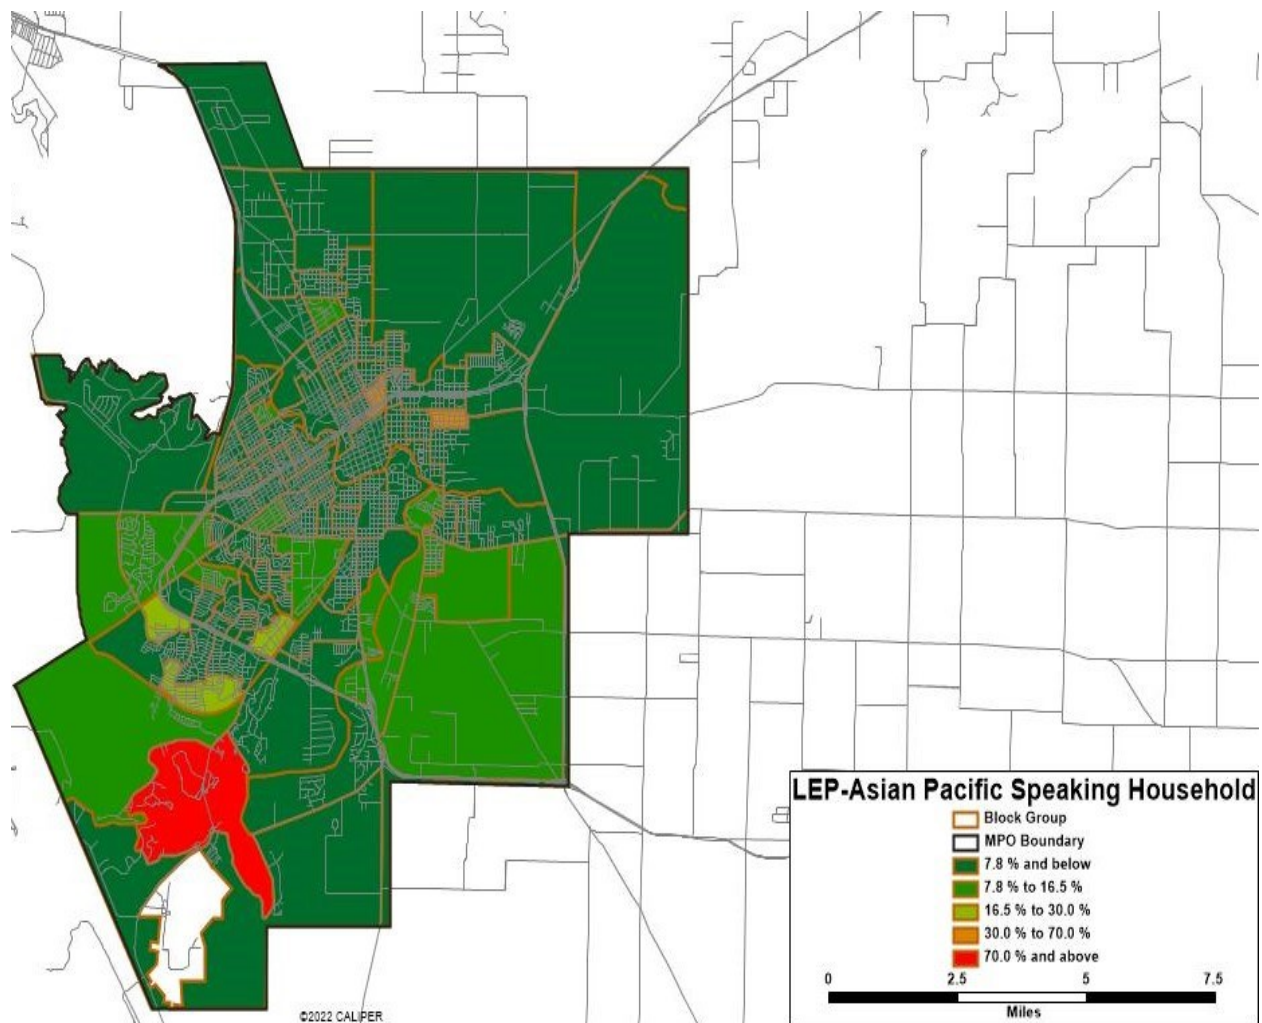 LEP-Asian Pacific Speaking Household
Block Group
MPO Boundary
7.8 % and below
7.8 % to 16.5 %
16.5 % to 30.0 %
30.0 % to 70.0 %
70.0 % and above
0 2.5 5 7.5
Miles
©2022 CALIPER